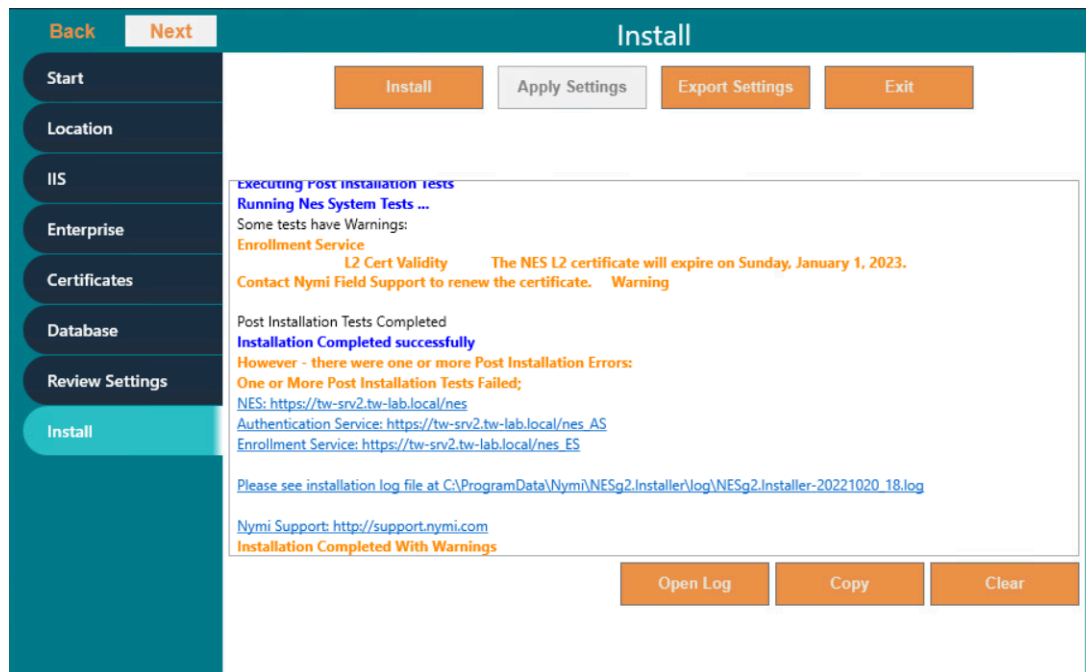 Back Next
Install
Start
Location
IIS
Enterprise
Certificates
Database
Review Settings
Install
Install Apply Settings Export Settings Exit
Executing Post Installation Tests
Running Nes System Tests ...
Some tests have Warnings:
Enrollment Service
L2 Cert Validity The NES L2 certificate will expire on Sunday, January 1, 2023.
Contact Nymi Field Support to renew the certificate. Warning
Post Installation Tests Completed
Installation Completed successfully
However - there were one or more Post Installation Errors:
One or More Post Installation Tests Failed;
NES: https://tw-srv2.tw-lab.local/nes
Authentication Service: https://tw-srv2.tw-lab.local/nes_AS
Enrollment Service: https://tw-srv2.tw-lab.local/nes_ES
Please see installation log file at C:\ProgramData\Nymi\NESg2.Installer\log\NESg2.Installer-20221020_18.log
Nymi Support: http://support.nymi.com
Installation Completed With Warnings
Open Log Copy Clear